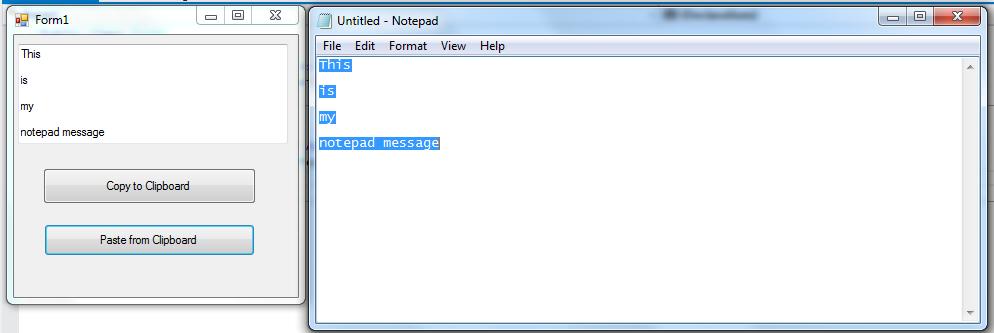 Form1
This
is
my
notepad message
Copy to Clipboard
Paste from Clipboard
Untitled - Notepad
File Edit Format View Help
This
is
my
notepad message